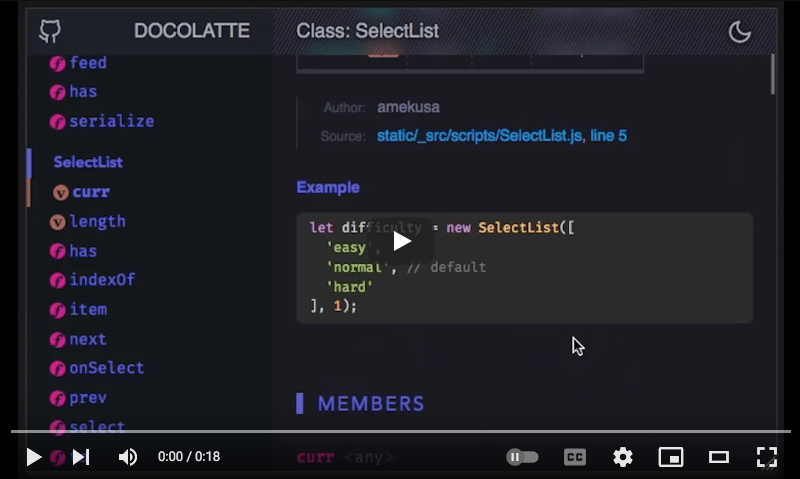 DOCOLATTE
Class: SelectList
feed
has
serialize
SelectList
curr
length
has
indexOf
item
next
onSelect
prev
select
Author: amekusa
Source: static/_src/scripts/SelectList.js, line 5
Example
let difficulty = new SelectList([
'easy',
'normal', // default
'hard'
], 1);
MEMBERS
curr <any>
0:00 / 0:18
CC